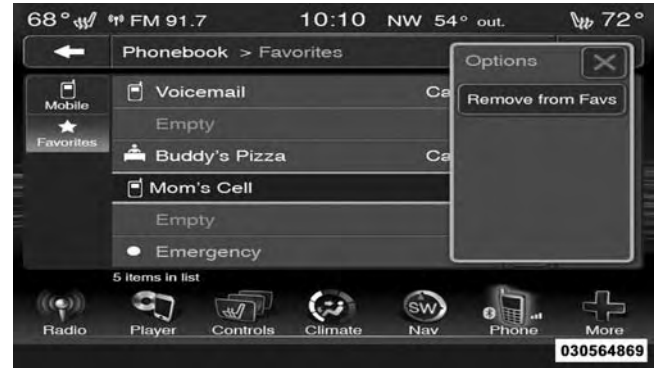 68° FM 91.7 10:10 NW 54° out. 72°
Phonebook > Favorites
Options
Mobile
Voicemail Ca
Remove from Favs
Empty
Favorites
Buddy's Pizza Ca
Mom's Cell
Empty
Emergency
5 items in list
SW
Radio Player Controls Climate Nav Phone More
030564869